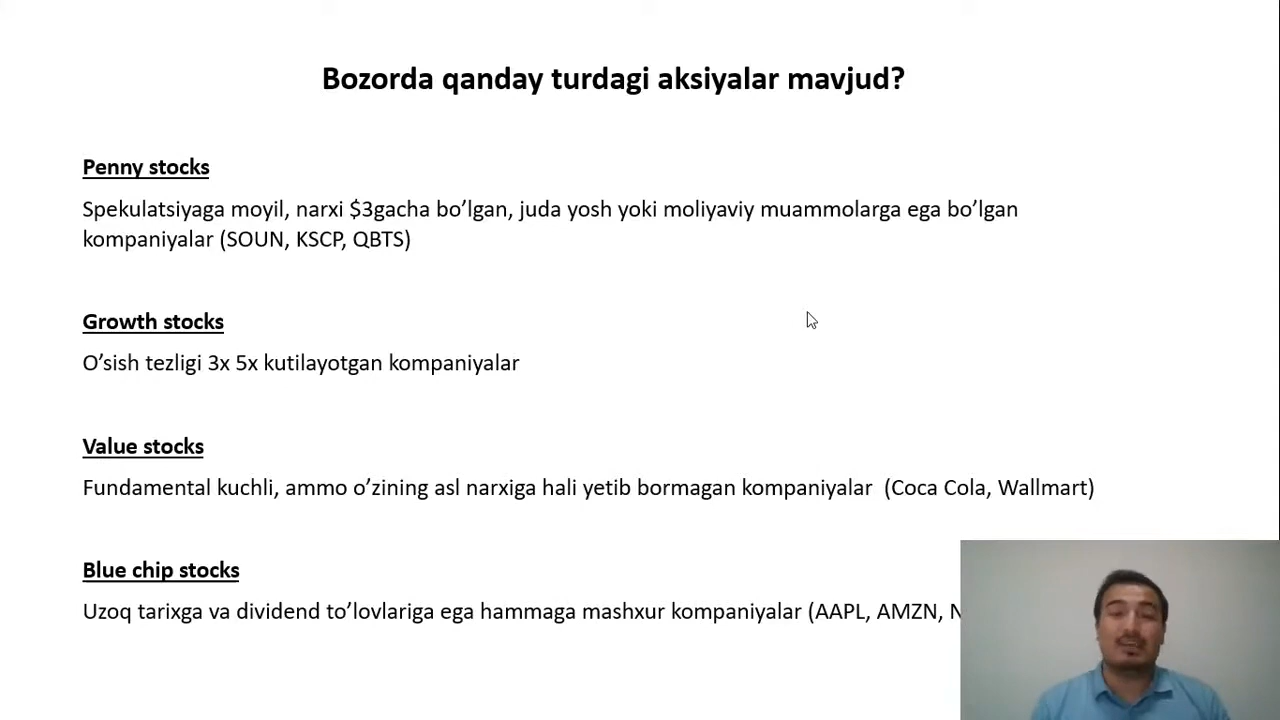 Bozorda qanday turdagi aksiyalar mavjud?
Penny stocks
Spekulatsiyaga moyil, narxi $3gacha bo’lgan, juda yosh yoki moliyaviy muammolarga ega bo’lgan
kompaniyalar (SOUN, KSCP, QBTS)
Growth stocks
O’sish tezligi 3x 5x kutilayotgan kompaniyalar
Value stocks
Fundamental kuchli, ammo o’zining asl narxiga hali yetib bormagan kompaniyalar (Coca Cola, Wallmart)
Blue chip stocks
Uzoq tarixga va dividend to’lovlariga ega hammaga mashxur kompaniyalar (AAPL, AMZN,